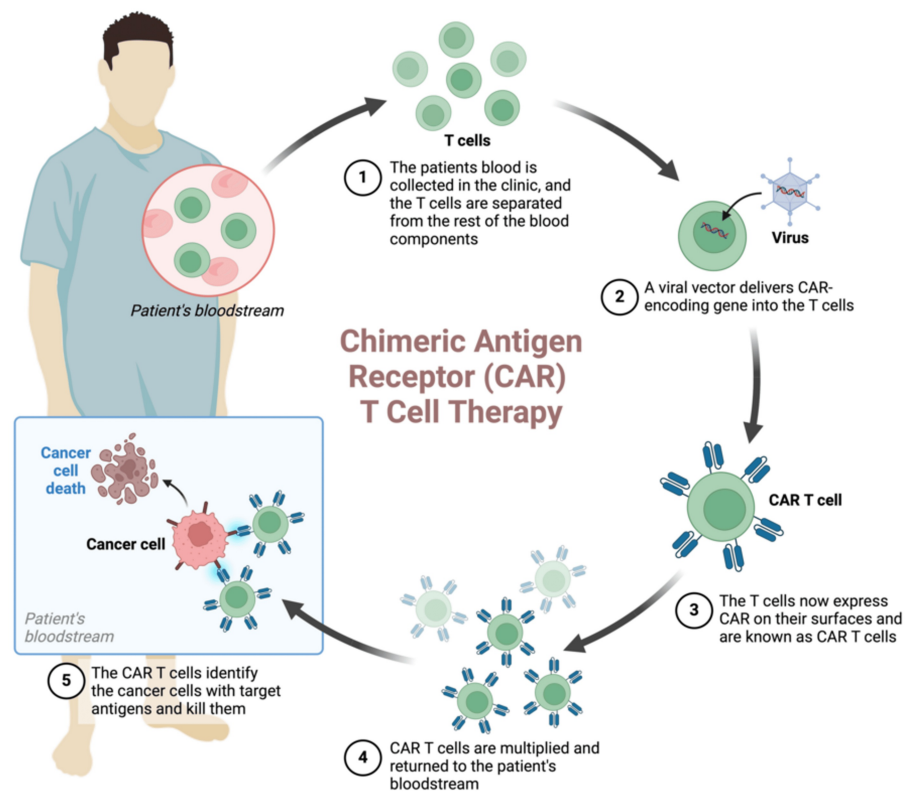 T cells
1
The patients blood is
collected in the clinic, and
the T cells are separated
from the rest of the blood
components
Virus
2
A viral vector delivers CAR-
encoding gene into the T cells
Patient's bloodstream
Chimeric Antigen
Receptor (CAR)
T Cell Therapy
CAR T cell
3
The T cells now express
CAR on their surfaces and
are known as CAR T cells
4
CAR T cells are multiplied and
returned to the patient's
bloodstream
Cancer
cell
death
Cancer cell
Patient's
bloodstream
5
The CAR T cells identify
the cancer cells with target
antigens and kill them